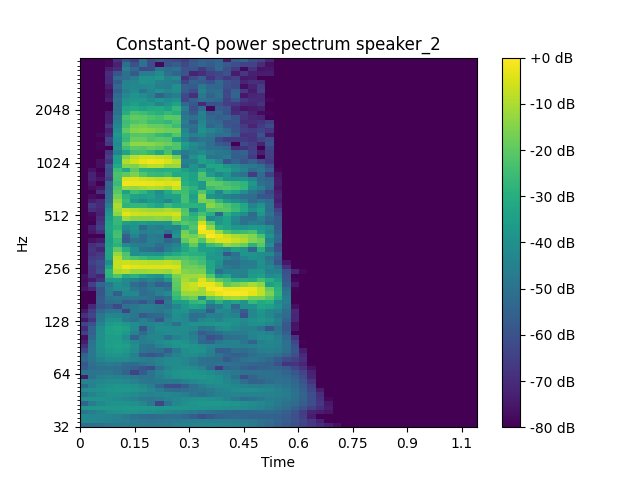 Constant-Q power spectrum speaker_2
Hz
2048
1024
512
256
128
64
32
0 0.15 0.3 0.45 0.6 0.75 0.9 1.1
Time
+0 dB
-10 dB
-20 dB
-30 dB
-40 dB
-50 dB
-60 dB
-70 dB
-80 dB